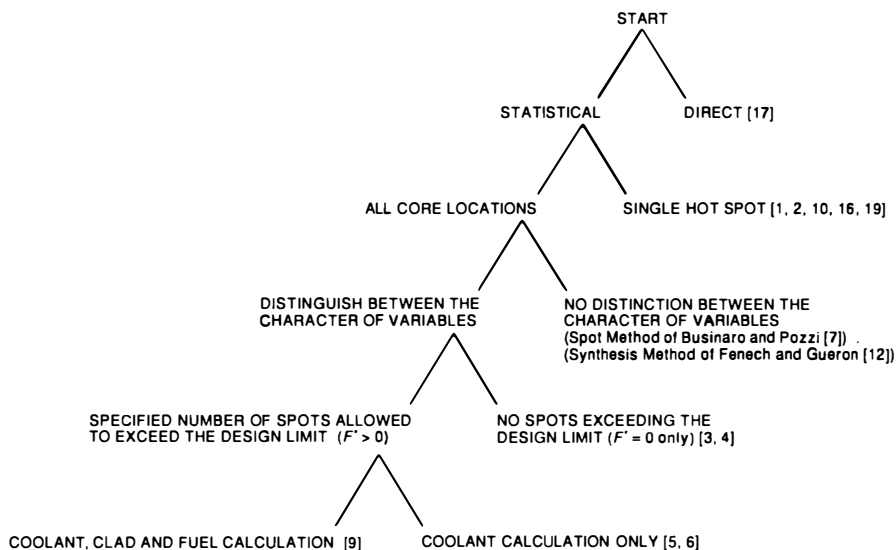 START
STATISTICAL
DIRECT [17]
ALL CORE LOCATIONS
SINGLE HOT SPOT [1, 2, 10, 16, 19]
DISTINGUISH BETWEEN THE
CHARACTER OF VARIABLES
NO DISTINCTION BETWEEN THE
CHARACTER OF VARIABLES
(Spot Method of Businaro and Pozzi [7]) .
(Synthesis Method of Fenech and Gueron [12])
SPECIFIED NUMBER OF SPOTS ALLOWED
TO EXCEED THE DESIGN LIMIT (F* > 0)
NO SPOTS EXCEEDING THE
DESIGN LIMIT (F* = 0 only) [3, 4]
COOLANT, CLAD AND FUEL CALCULATION [9]
COOLANT CALCULATION ONLY [5, 6]